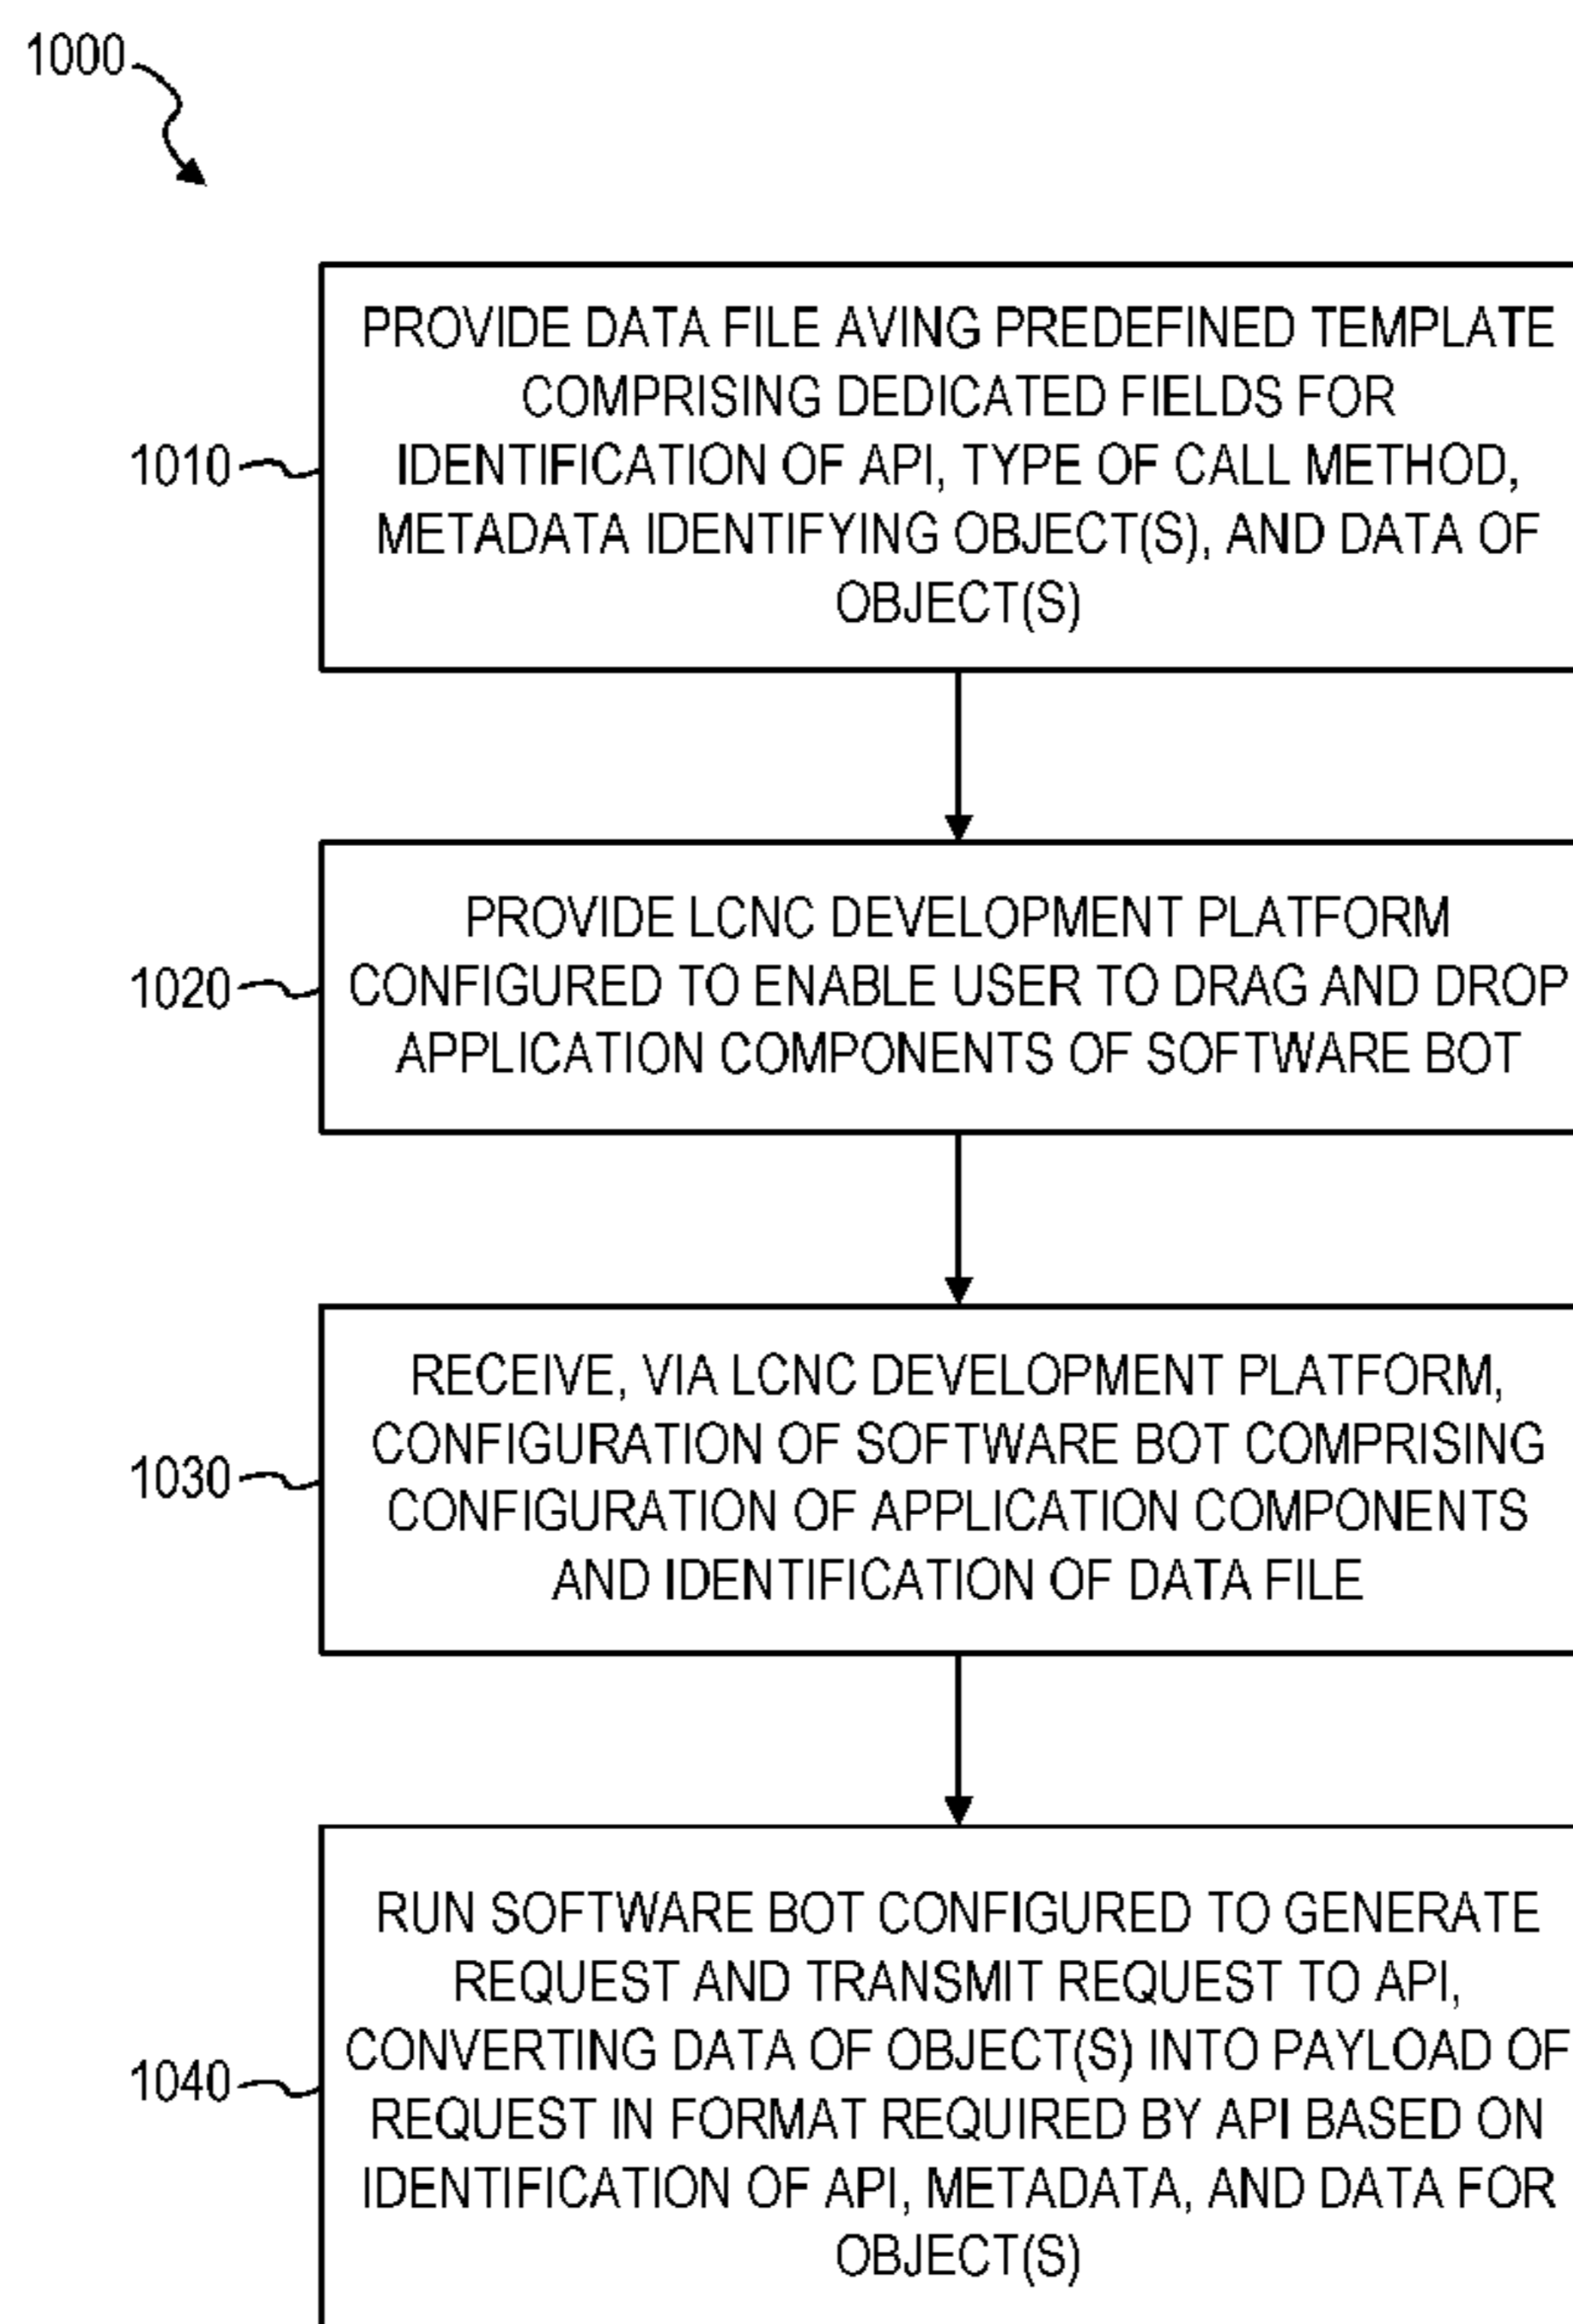 1000
PROVIDE DATA FILE AVING PREDEFINED TEMPLATE
COMPRISING DEDICATED FIELDS FOR
IDENTIFICATION OF API, TYPE OF CALL METHOD,
METADATA IDENTIFYING OBJECT(S), AND DATA OF
OBJECT(S)
1010
PROVIDE LCNC DEVELOPMENT PLATFORM
CONFIGURED TO ENABLE USER TO DRAG AND DROP
APPLICATION COMPONENTS OF SOFTWARE BOT
1020
RECEIVE, VIA LCNC DEVELOPMENT PLATFORM,
CONFIGURATION OF SOFTWARE BOT COMPRISING
CONFIGURATION OF APPLICATION COMPONENTS
AND IDENTIFICATION OF DATA FILE
1030
RUN SOFTWARE BOT CONFIGURED TO GENERATE
REQUEST AND TRANSMIT REQUEST TO API,
CONVERTING DATA OF OBJECT(S) INTO PAYLOAD OF
REQUEST IN FORMAT REQUIRED BY API BASED ON
IDENTIFICATION OF API, METADATA, AND DATA FOR
OBJECT(S)
1040